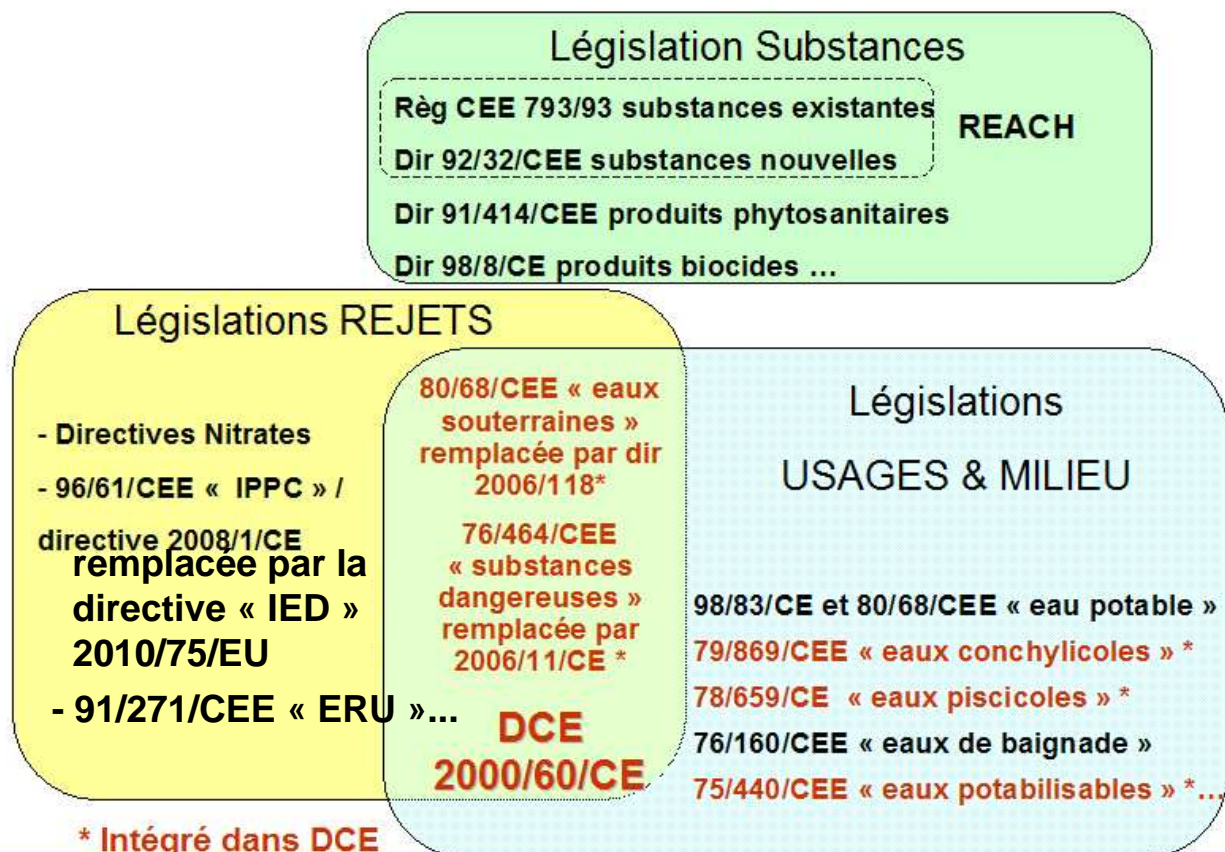 Législation Substances
Règ CEE 793/93 substances existantes
REACH
Dir 92/32/CEE substances nouvelles
Dir 91/414/CEE produits phytosanitaires
Dir 98/8/CE produits biocides ...
Législations REJETS
- Directives Nitrates
- 96/61/CEE « IPPC » /
directive 2008/1/CE
remplacée par la
directive « IED »
2010/75/EU
- 91/271/CEE « ERU »...
80/68/CEE « eaux
souterraines »
remplacée par dir
2006/118*
76/464/CEE
« substances
dangereuses »
remplacée par
2006/11/CE *
DCE
2000/60/CE
Législations
USAGES & MILIEU
98/83/CE et 80/68/CEE « eau potable »
79/869/CEE « eaux conchylicoles » *
78/659/CE « eaux piscicoles » *
76/160/CEE « eaux de baignade »
75/440/CEE « eaux potabilisables » *...
* Intégré dans DCE